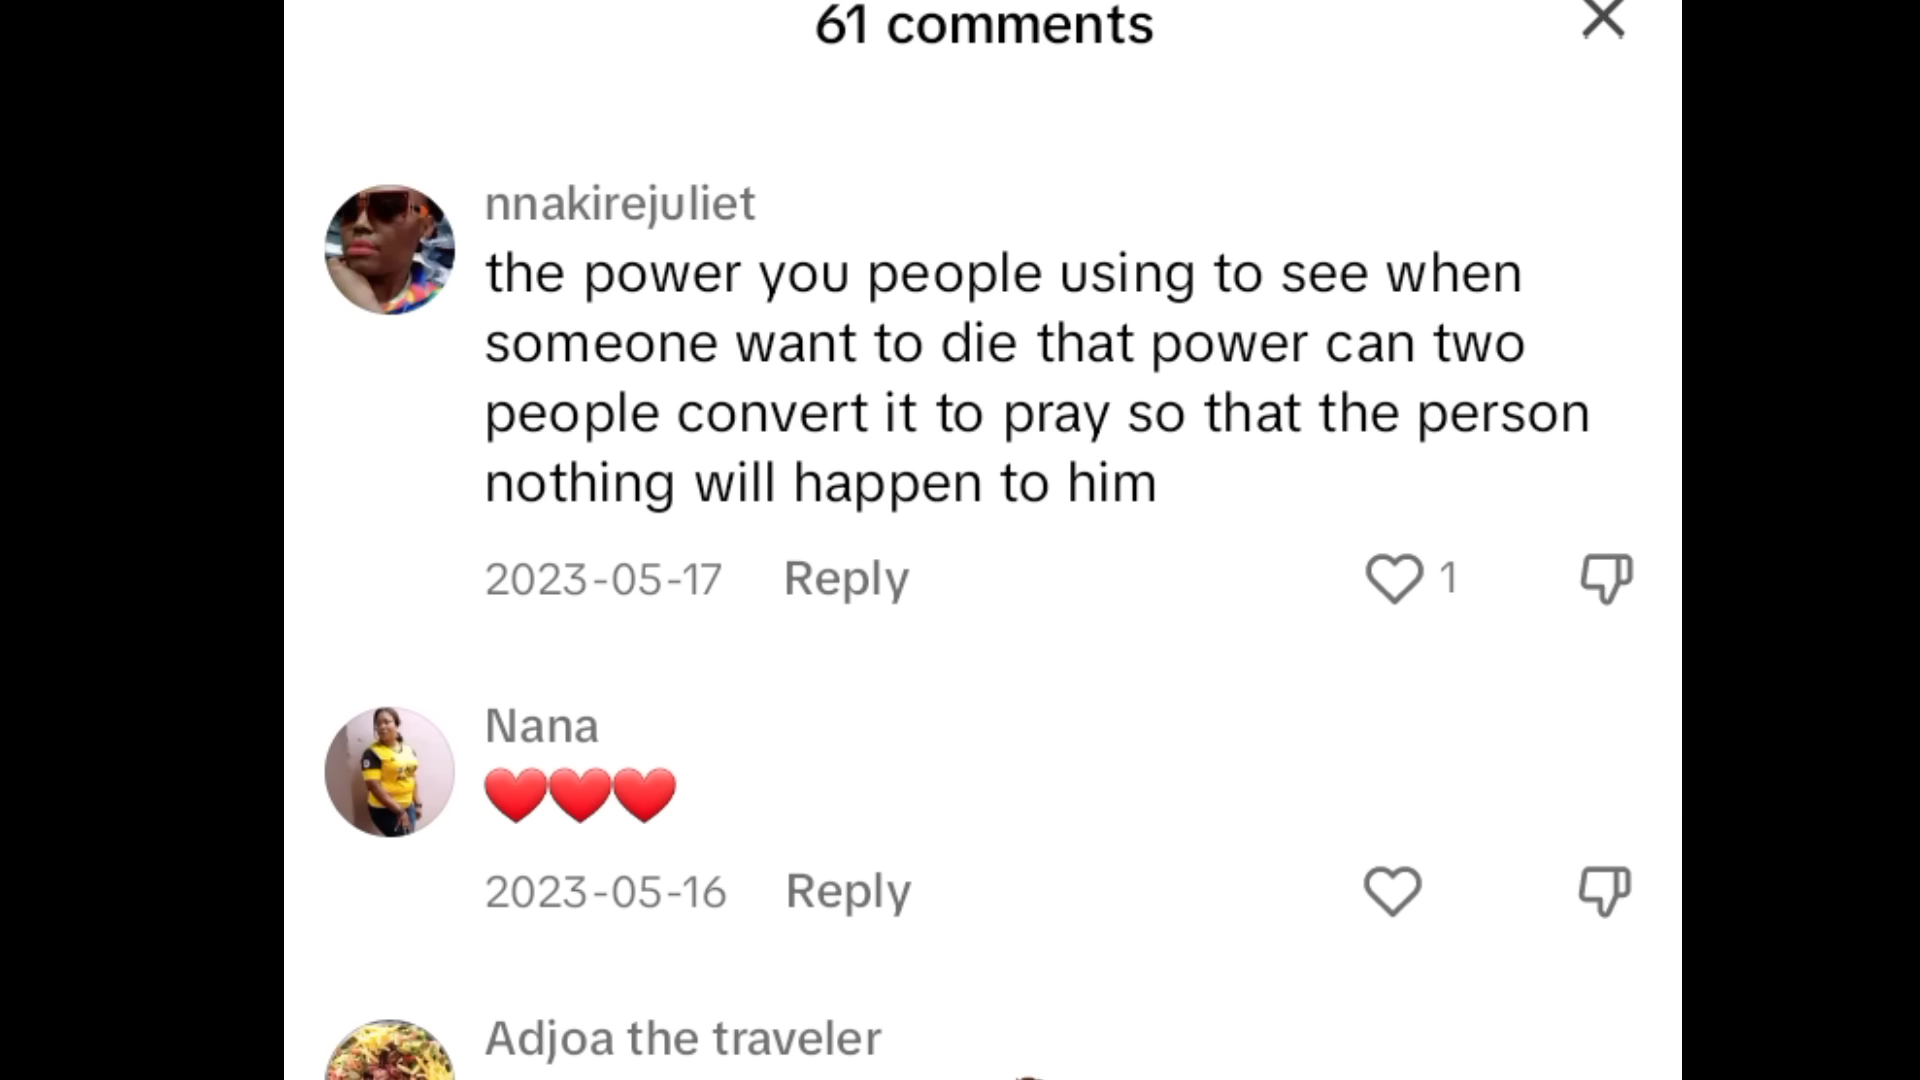 61 comments
nnakirejuliet
the power you people using to see when
someone want to die that power can two
people convert it to pray so that the person
nothing will happen to him
2023-05-17 Reply 1
Nana
❤️❤️❤️
2023-05-16 Reply
Adjoa the traveler